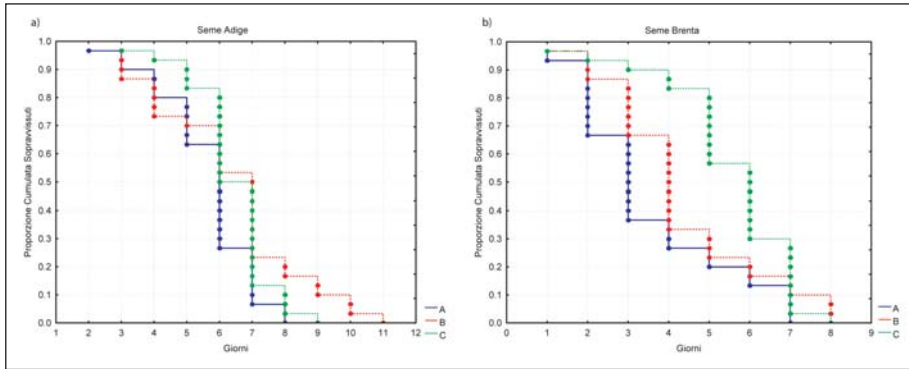 a)
Seme Adige
Proporzione Cumulata Sopravvissuti
1.0
0.9
0.8
0.7
0.6
0.5
0.4
0.3
0.2
0.1
0.0
1 2 3 4 5 6 7 8 9 10 11 12
Giorni
A
B
C
b)
Seme Brenta
Proporzione Cumulata Sopravvissuti
1.0
0.9
0.8
0.7
0.6
0.5
0.4
0.3
0.2
0.1
0.0
0 1 2 3 4 5 6 7 8 9
Giorni
A
B
C